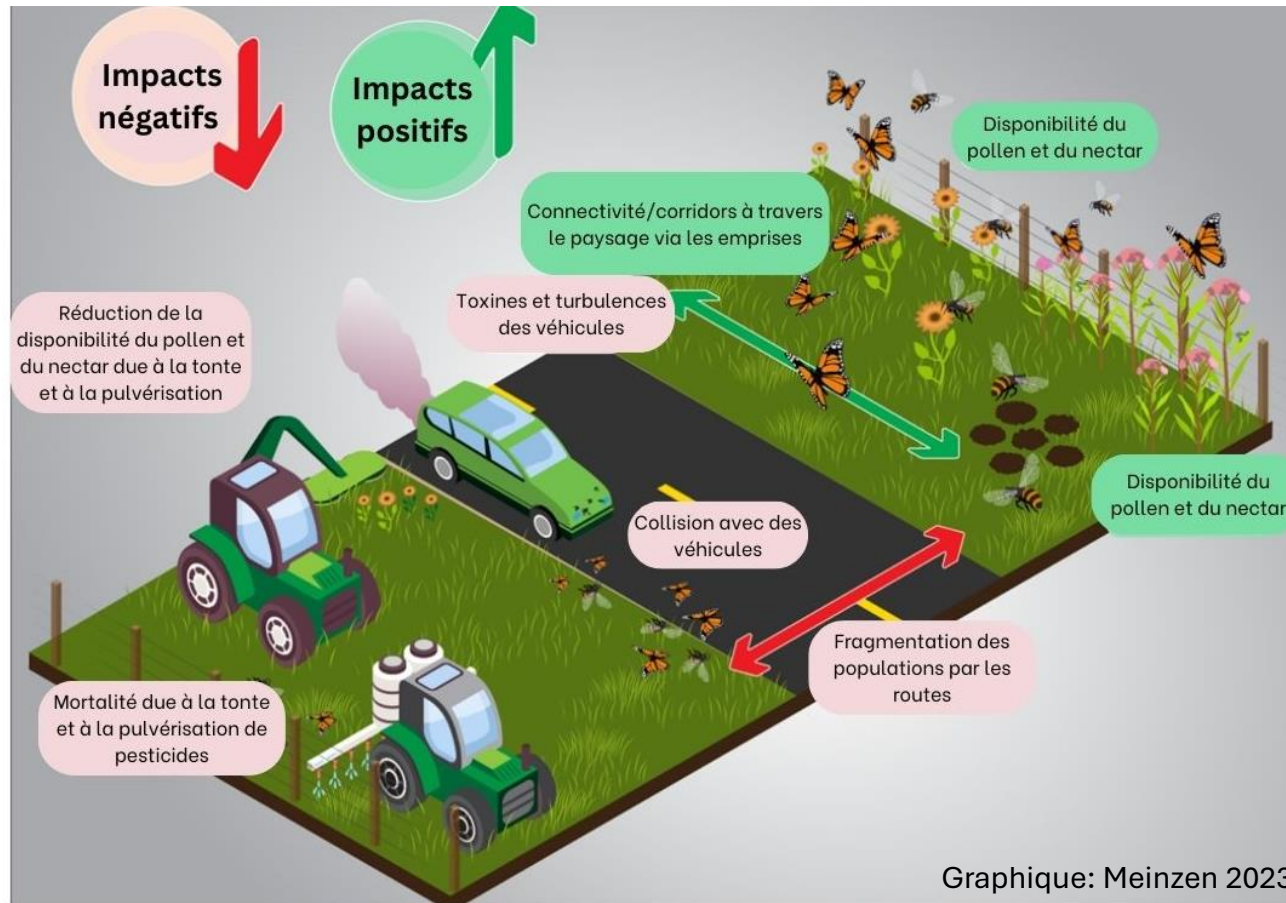 Impacts
négatifs
Impacts
positifs
Disponibilité du
pollen et du nectar
Connectivité/corridors à travers
le paysage via les emprises
Toxines et turbulences
des véhicules
Réduction de la
disponibilité du pollen et
du nectar due à la tonte
et à la pulvérisation
Collision avec des
véhicules
Disponibilité du
pollen et du nectar
Fragmentation des
populations par les
routes
Mortalité due à la tonte
et à la pulvérisation de
pesticides
Graphique: Meinzen 2023